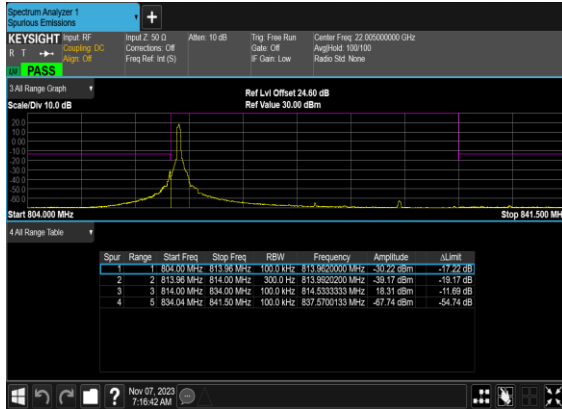 Spectrum Analyzer 1
Spurious Emissions
+
KEYSIGHT Input: RF Input Z: 50 Ω Atten: 10 dB Trig: Free Run Center Freq: 22.005000000 GHz
R T Coupling: DC Corrections: Off Gate: Off Avg|Hold: 100/100
Align: Off Freq Ref: Int (S) IF Gain: Low Radio Std: None
PASS
3 All Range Graph Ref Lvl Offset 24.60 dB
Scale/Div 10.0 dB Ref Value 30.00 dBm
20.0
10.0
0.00
-10.0
-20.0
-30.0
-40.0
-50.0
-60.0
Start 804.000 MHz Stop 841.500 MH
4 All Range Table
Spur Range Start Freq Stop Freq RBW Frequency Amplitude ΔLimit
1 1 804.00 MHz 813.96 MHz 100.0 kHz 813.9620000 MHz -30.22 dBm -17.22 dB
2 2 813.96 MHz 814.00 MHz 300.0 Hz 813.9920200 MHz -39.17 dBm -19.17 dB
3 3 814.00 MHz 834.00 MHz 100.0 kHz 814.5333333 MHz 18.31 dBm -11.69 dB
4 5 834.04 MHz 841.50 MHz 100.0 kHz 837.5700133 MHz -67.74 dBm -54.74 dB
? Nov 07, 2023
7:16:42 AM